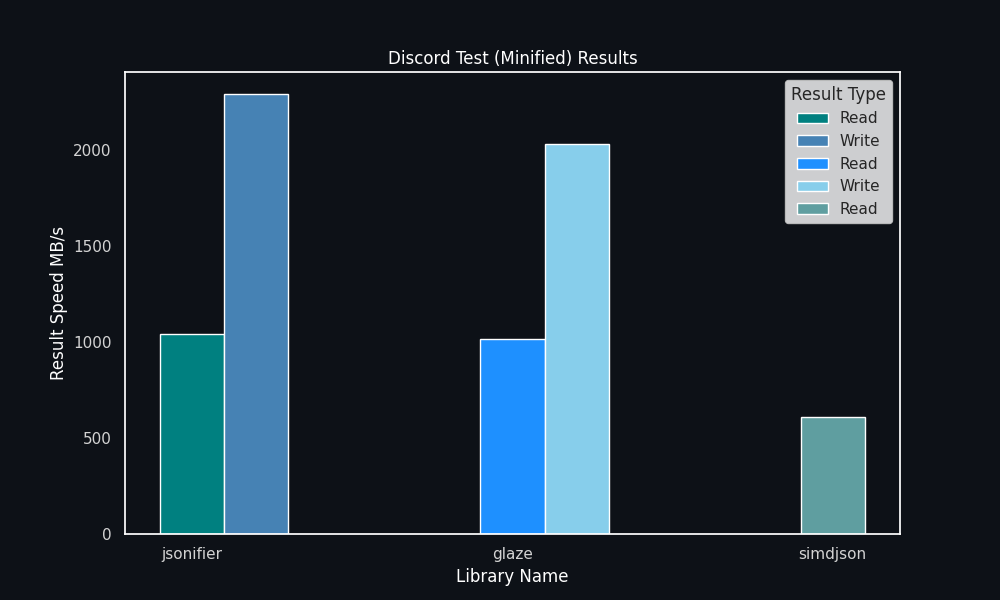 Discord Test (Minified) Results
Result Type
Read
Write
Read
Write
Read
Result Speed MB/s
2000
1500
1000
500
0
jsonifier
glaze
simdjson
Library Name